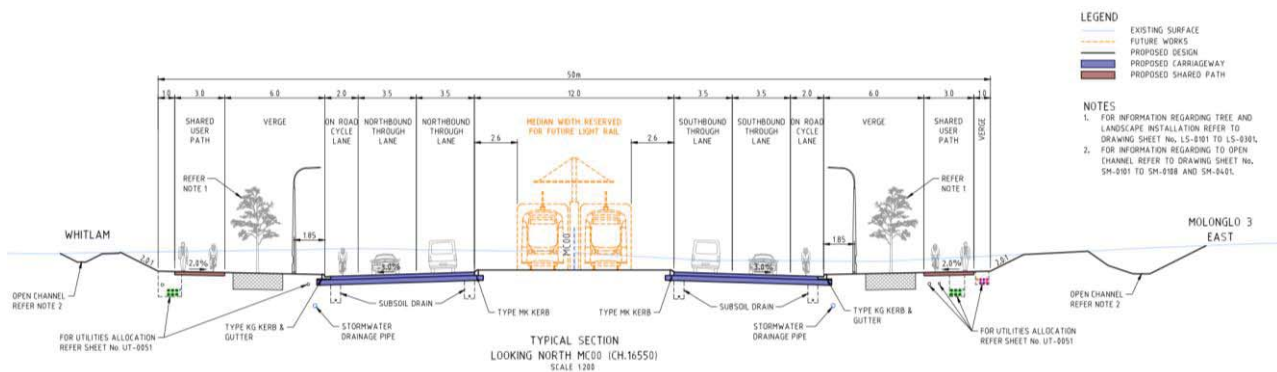 LEGEND
EXISTING SURFACE
FUTURE WORKS
PROPOSED DESIGN
PROPOSED CARRIAGEWAY
PROPOSED SHARED PATH
NOTES
1. FOR INFORMATION REGARDING TREE AND
LANDSCAPE INSTALLATION REFER TO
DRAWING SHEET No. LS-0101 TO LS-0301.
2. FOR INFORMATION REGARDING TO OPEN
CHANNEL REFER TO DRAWING SHEET No.
SM-0101 TO SM-0108 AND SM-0401.
50m
1.0 3.0 6.0 2.0 3.5 3.5 12.0 3.5 3.5 2.0 6.0 3.0 1.0
SHARED
USER
PATH
VERGE
ON ROAD
CYCLE
LANE
NORTHBOUND
THROUGH
LANE
NORTHBOUND
THROUGH
LANE
MEDIAN WIDTH RESERVED
FOR FUTURE LIGHT RAIL
SOUTHBOUND
THROUGH
LANE
SOUTHBOUND
THROUGH
LANE
ON ROAD
CYCLE
LANE
VERGE
SHARED
USER
PATH
VERGE
2.6
2.6
REFER
NOTE 1
REFER
NOTE 1
1.85
1.85
MC00
WHITLAM
MOLONGLO 3
EAST
2.0:1
2.0%
3.0%
3.0%
2.0%
OPEN CHANNEL
REFER NOTE 2
OPEN CHANNEL
REFER NOTE 2
SUBSOIL DRAIN
TYPE MK KERB
TYPE MK KERB
SUBSOIL DRAIN
FOR UTILITIES ALLOCATION
REFER SHEET No. UT-0051
TYPE KG KERB &
GUTTER
STORMWATER
DRAINAGE PIPE
STORMWATER
DRAINAGE PIPE
TYPE KG KERB &
GUTTER
FOR UTILITIES ALLOCATION
REFER SHEET No. UT-0051
TYPICAL SECTION
LOOKING NORTH MC00 (CH.16550)
SCALE 1:200